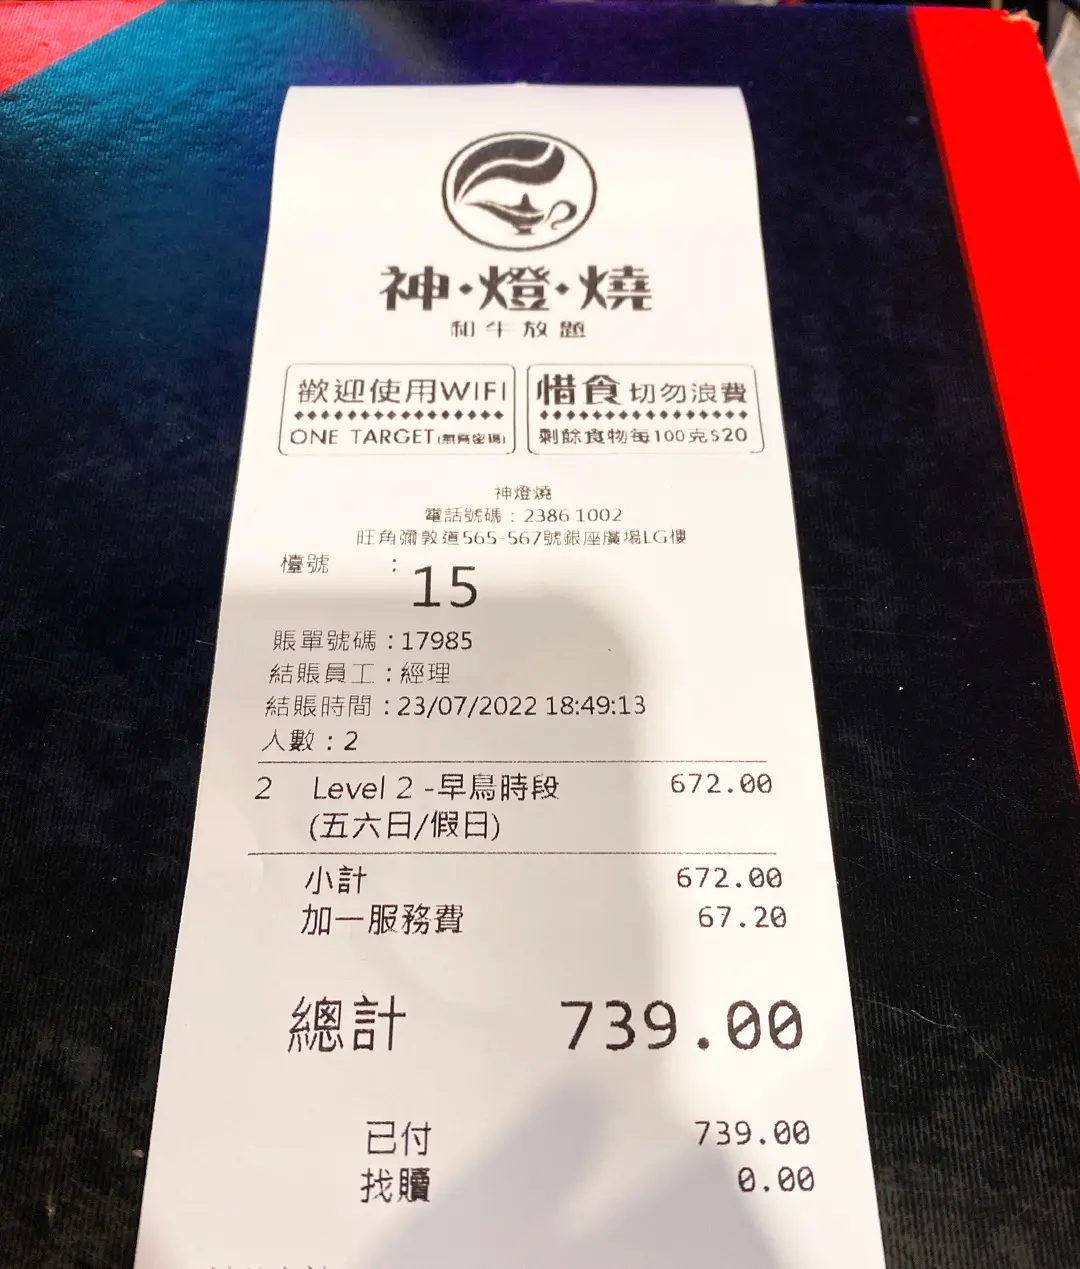 神·燈·燒
和牛放題
歡迎使用WIFI
ONE TARGET(無需密碼)
惜食 切勿浪費
剩餘食物每100克$20
神燈燒
電話號碼：2386 1002
旺角彌敦道565-567號銀座廣場LG樓
檯號 : 15
賬單號碼：17985
結賬員工：經理
結賬時間：23/07/2022 18:49:13
人數：2
2 Level 2 -早鳥時段 672.00
(五六日/假日)
小計 672.00
加一服務費 67.20
總計 739.00
已付 739.00
找贖 0.00